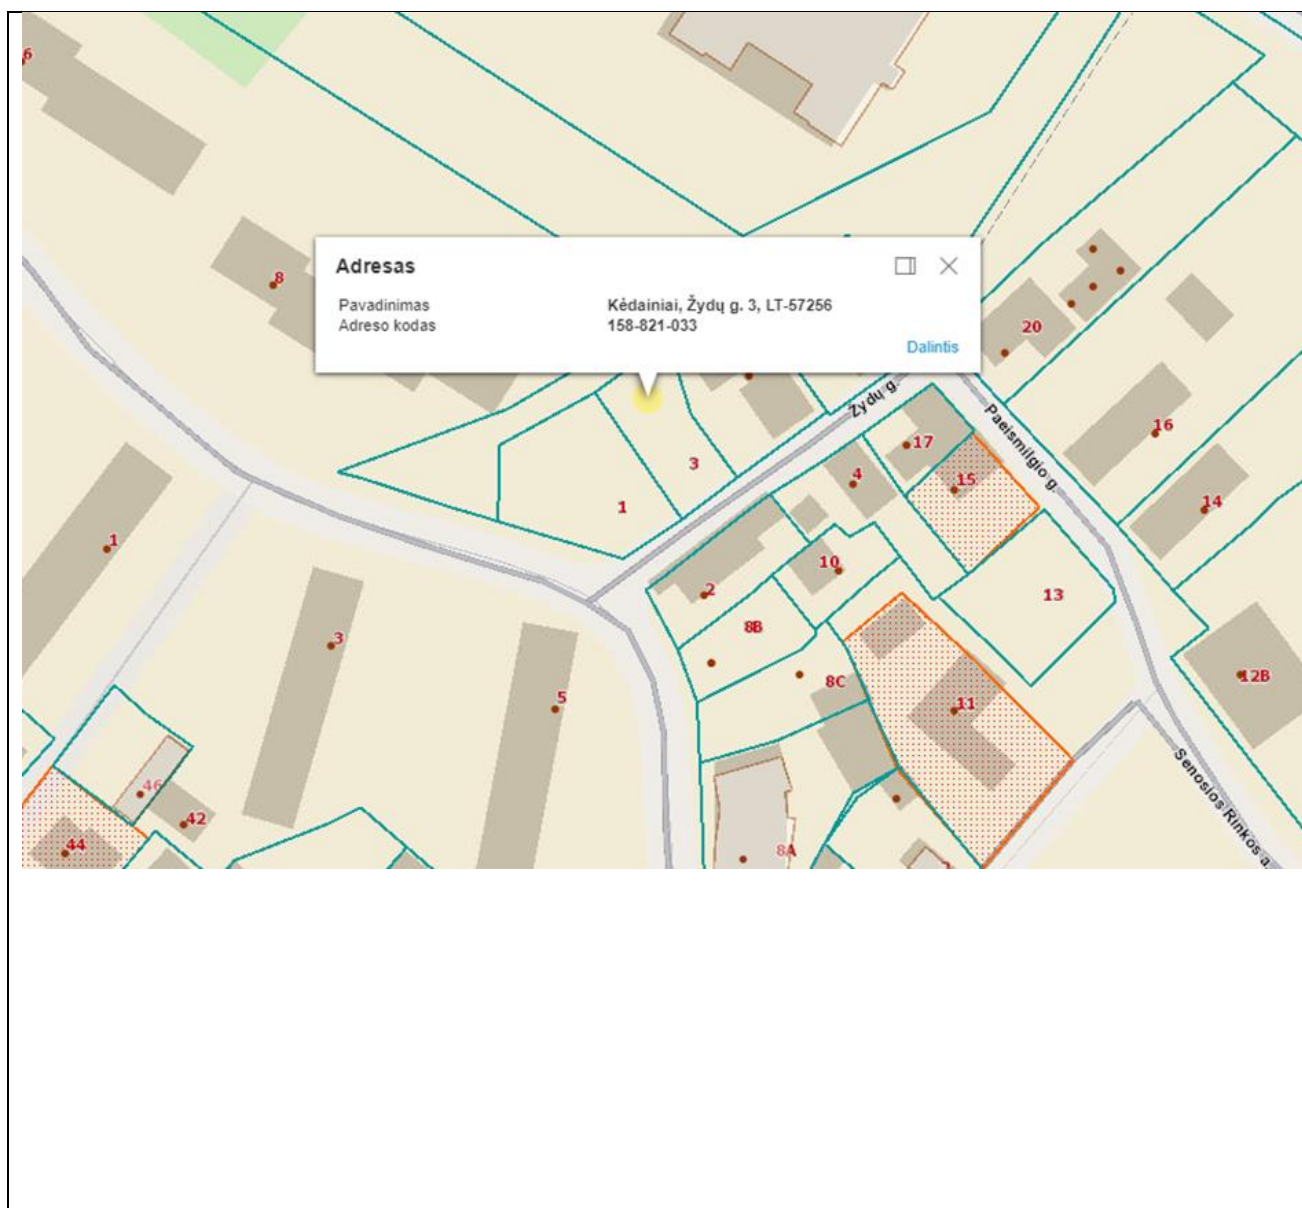 6
8
Adresas
Pavadinimas Kėdainiai, Žydų g. 3, LT-57256
Adreso kodas 158-821-033
Dalintis
20
Žydų g.
Paeismilgio g.
16
17
3
4
15
14
1
1
10
13
2
8B
3
8C
12B
5
11
46
42
Senosios Rinkos a.
44
8A